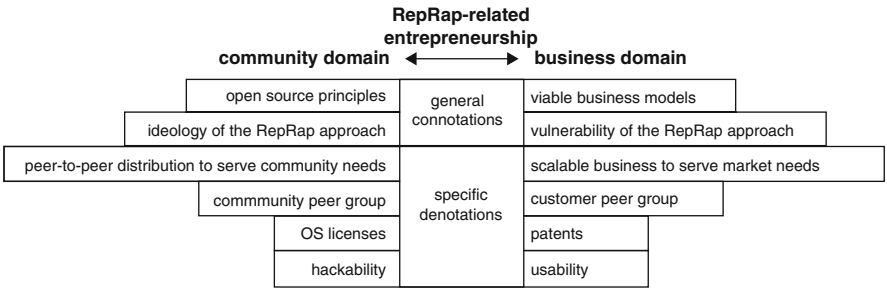 RepRap-related
entrepreneurship
community domain business domain
open source principles general connotations viable business models
ideology of the RepRap approach vulnerability of the RepRap approach
peer-to-peer distribution to serve community needs scalable business to serve market needs
commmunity peer group specific denotations customer peer group
OS licenses patents
hackability usability